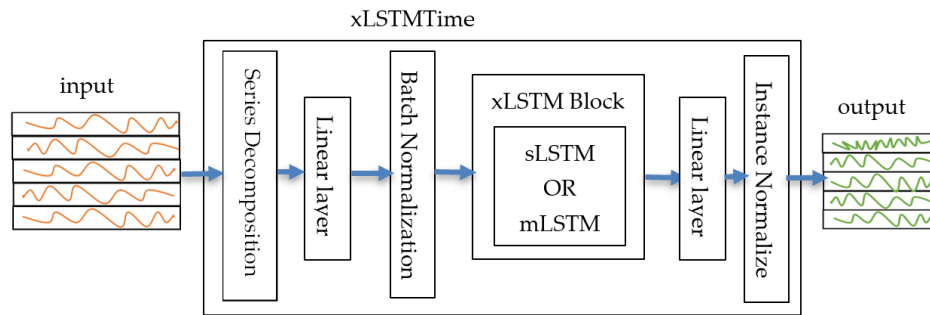 xLSTMTime
input
Series Decomposition
Linear layer
Batch Normalization
xLSTM Block
sLSTM
OR
mLSTM
Linear layer
Instance Normalize
output